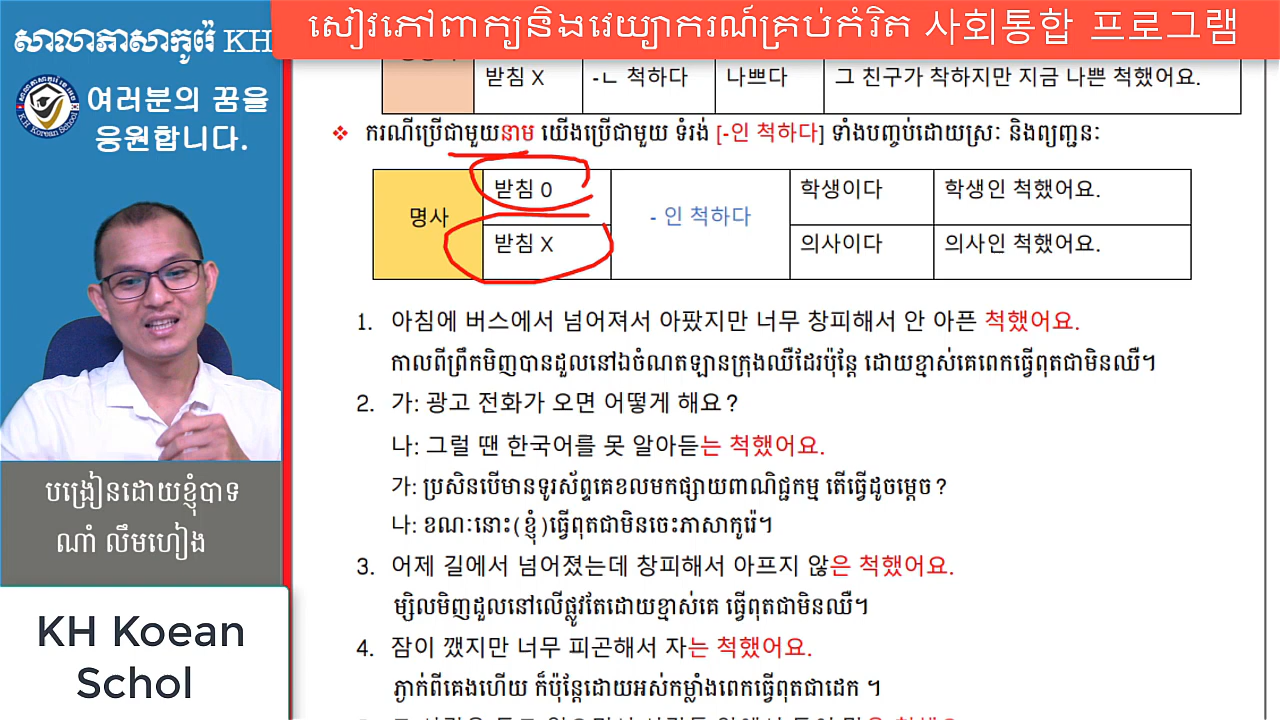 សាលាភាសាកូរ៉េ KH
សៀវភៅពាក្យនិងវេយ្យាករណ៍គ្រប់កំរិត 사회통합 프로그램
여러분의 꿈을
응원합니다.
받침 X
-ㄴ 척하다
나쁘다
그 친구가 착하지만 지금 나쁜 척했어요.
❖ ករណីប្រើជាមួយនាម យើងប្រើជាមួយ ទំរង់ [-인 척하다] ទាំងបញ្ចប់ដោយស្រៈ និងព្យញ្ជនៈ
명사
받침 0
- 인 척하다
학생이다
학생인 척했어요.
받침 X
의사이다
의사인 척했어요.
1. 아침에 버스에서 넘어져서 아팠지만 너무 창피해서 안 아픈 척했어요.
កាលពីព្រឹកមិញបានដួលនៅឯចំណតឡានក្រុងឈឺដែរប៉ុន្តែ ដោយខ្មាស់គេពេកធ្វើពុតជាមិនឈឺ។
2. 가: 광고 전화가 오면 어떻게 해요?
나: 그럴 땐 한국어를 못 알아듣는 척했어요.
가: ប្រសិនបើមានទូរស័ព្ទគេខលមកផ្សាយពាណិជ្ជកម្ម តើធ្វើដូចម្តេច?
나: ខណៈនោះ(ខ្ញុំ)ធ្វើពុតជាមិនចេះភាសាកូរ៉េ។
3. 어제 길에서 넘어졌는데 창피해서 아프지 않은 척했어요.
ម្សិលមិញដួលនៅលើផ្លូវតែដោយខ្មាស់គេ ធ្វើពុតជាមិនឈឺ។
4. 잠이 깼지만 너무 피곤해서 자는 척했어요.
ភ្ញាក់ពីគេងហើយ ក៏ប៉ុន្តែដោយអស់កម្លាំងពេកធ្វើពុតជាដេក ។
បង្រៀនដោយខ្ញុំបាទ
ណាំ លឹមហៀង
KH Koean
Schol